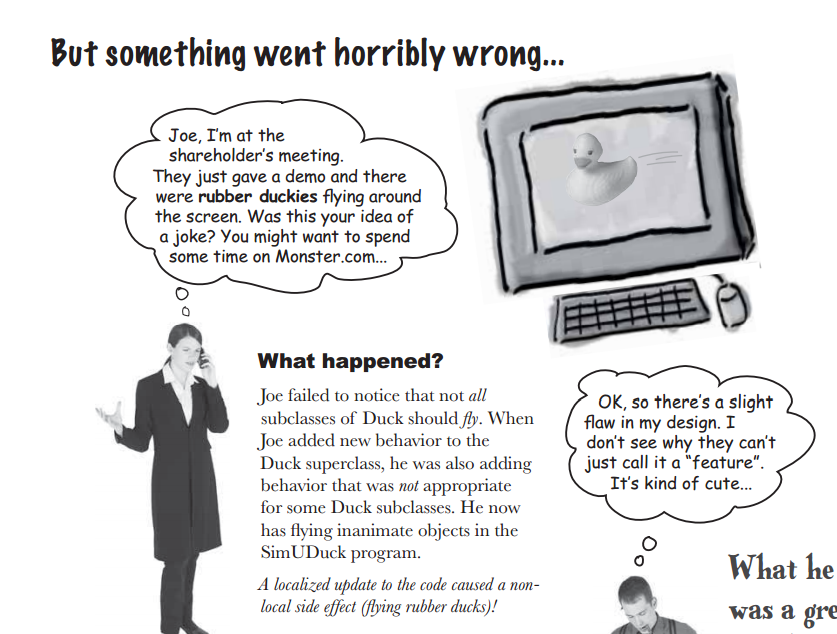 But something went horribly wrong...
Joe, I'm at the
shareholder's meeting.
They just gave a demo and there
were rubber duckies flying around
the screen. Was this your idea of
a joke? You might want to spend
some time on Monster.com...
What happened?
Joe failed to notice that not all
subclasses of Duck should fly. When
Joe added new behavior to the
Duck superclass, he was also adding
behavior that was not appropriate
for some Duck subclasses. He now
has flying inanimate objects in the
SimUDuck program.
A localized update to the code caused a non-
local side effect (flying rubber ducks)!
OK, so there's a slight
flaw in my design. I
don't see why they can't
just call it a "feature".
It's kind of cute...
What he
was a gre